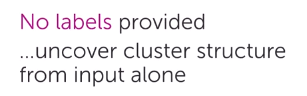 No labels provided
...uncover cluster structure
from input alone